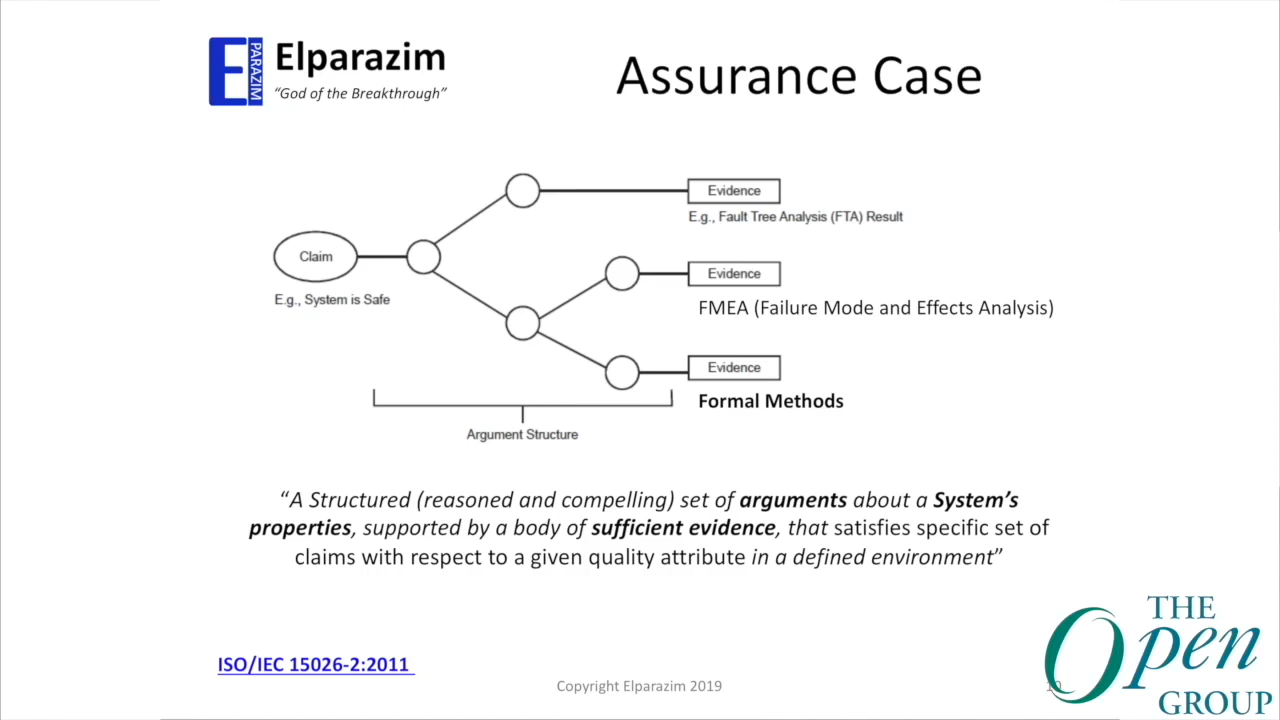 E PARAZIM
Elparazim
“God of the Breakthrough”
Assurance Case
Evidence
E.g., Fault Tree Analysis (FTA) Result
Claim
E.g., System is Safe
Evidence
FMEA (Failure Mode and Effects Analysis)
Evidence
Formal Methods
Argument Structure
“A Structured (reasoned and compelling) set of arguments about a System’s
properties, supported by a body of sufficient evidence, that satisfies specific set of
claims with respect to a given quality attribute in a defined environment”
ISO/IEC 15026-2:2011
Copyright Elparazim 2019
THE
Open
GROUP